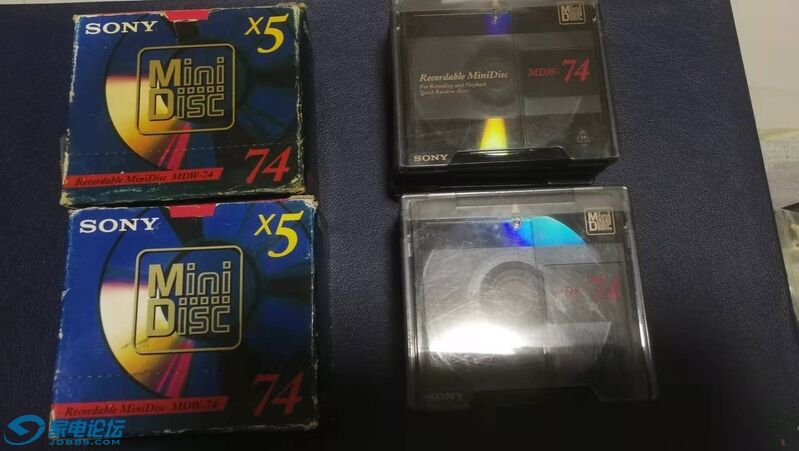 SONY
x5
Mini
Disc
74
Recordable MiniDisc MDW-74
SONY
x5
Mini
Disc
74
Recordable MiniDisc MDW-74
Mini
Disc
Recordable MiniDisc
For Recording and Playback
Quick Random Access
MDW-74
SONY
Mini
Disc
74
SONY
家电论坛
JDBBS.COM